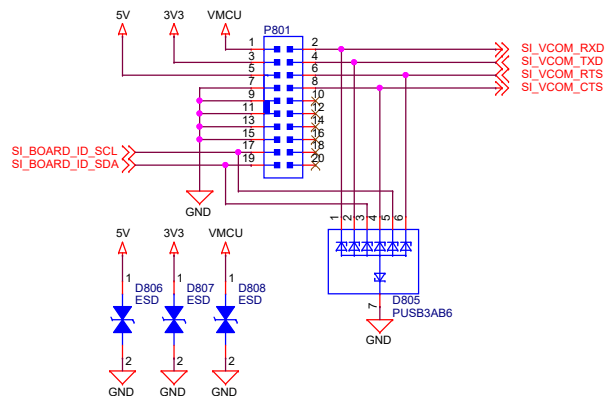 5V 3V3 VMCU P801
1 2 SI_VCOM_RXD
3 4 SI_VCOM_TXD
5 6 SI_VCOM_RTS
7 8 SI_VCOM_CTS
9 10
11 12
13 14
15 16
SI_BOARD_ID_SCL 17 18
SI_BOARD_ID_SDA 19 20
GND
1 2 3 4 5 6
5V 3V3 VMCU
1 D806 1 D807 1 D808
ESD ESD ESD
7 D805
PUSB3AB6
GND
2 2 2
GND GND GND